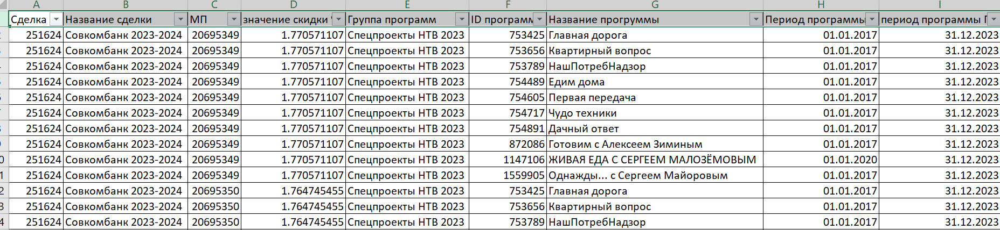 A B C D E F G H I
Сделка Название сделки МП значение скидки Группа программ ID программ Название прогруммы Период программы период программы
251624 Совкомбанк 2023-2024 20695349 1.770571107 Спецпроекты НТВ 2023 753425 Главная дорога 01.01.2017 31.12.2023
251624 Совкомбанк 2023-2024 20695349 1.770571107 Спецпроекты НТВ 2023 753656 Квартирный вопрос 01.01.2017 31.12.2023
251624 Совкомбанк 2023-2024 20695349 1.770571107 Спецпроекты НТВ 2023 753789 НашПотребНадзор 01.01.2017 31.12.2023
251624 Совкомбанк 2023-2024 20695349 1.770571107 Спецпроекты НТВ 2023 754489 Едим дома 01.01.2017 31.12.2023
251624 Совкомбанк 2023-2024 20695349 1.770571107 Спецпроекты НТВ 2023 754605 Первая передача 01.01.2017 31.12.2023
251624 Совкомбанк 2023-2024 20695349 1.770571107 Спецпроекты НТВ 2023 754717 Чудо техники 01.01.2017 31.12.2023
251624 Совкомбанк 2023-2024 20695349 1.770571107 Спецпроекты НТВ 2023 754891 Дачный ответ 01.01.2017 31.12.2023
251624 Совкомбанк 2023-2024 20695349 1.770571107 Спецпроекты НТВ 2023 872086 Готовим с Алексеем Зиминым 01.01.2017 31.12.2023
251624 Совкомбанк 2023-2024 20695349 1.770571107 Спецпроекты НТВ 2023 1147106 ЖИВАЯ ЕДА С СЕРГЕЕМ МАЛОЗЁМОВЫМ 01.01.2020 31.12.2023
251624 Совкомбанк 2023-2024 20695349 1.770571107 Спецпроекты НТВ 2023 1559905 Однажды... с Сергеем Майоровым 01.01.2017 31.12.2023
251624 Совкомбанк 2023-2024 20695350 1.764745455 Спецпроекты НТВ 2023 753425 Главная дорога 01.01.2017 31.12.2023
251624 Совкомбанк 2023-2024 20695350 1.764745455 Спецпроекты НТВ 2023 753656 Квартирный вопрос 01.01.2017 31.12.2023
251624 Совкомбанк 2023-2024 20695350 1.764745455 Спецпроекты НТВ 2023 753789 НашПотребНадзор 01.01.2017 31.12.2023